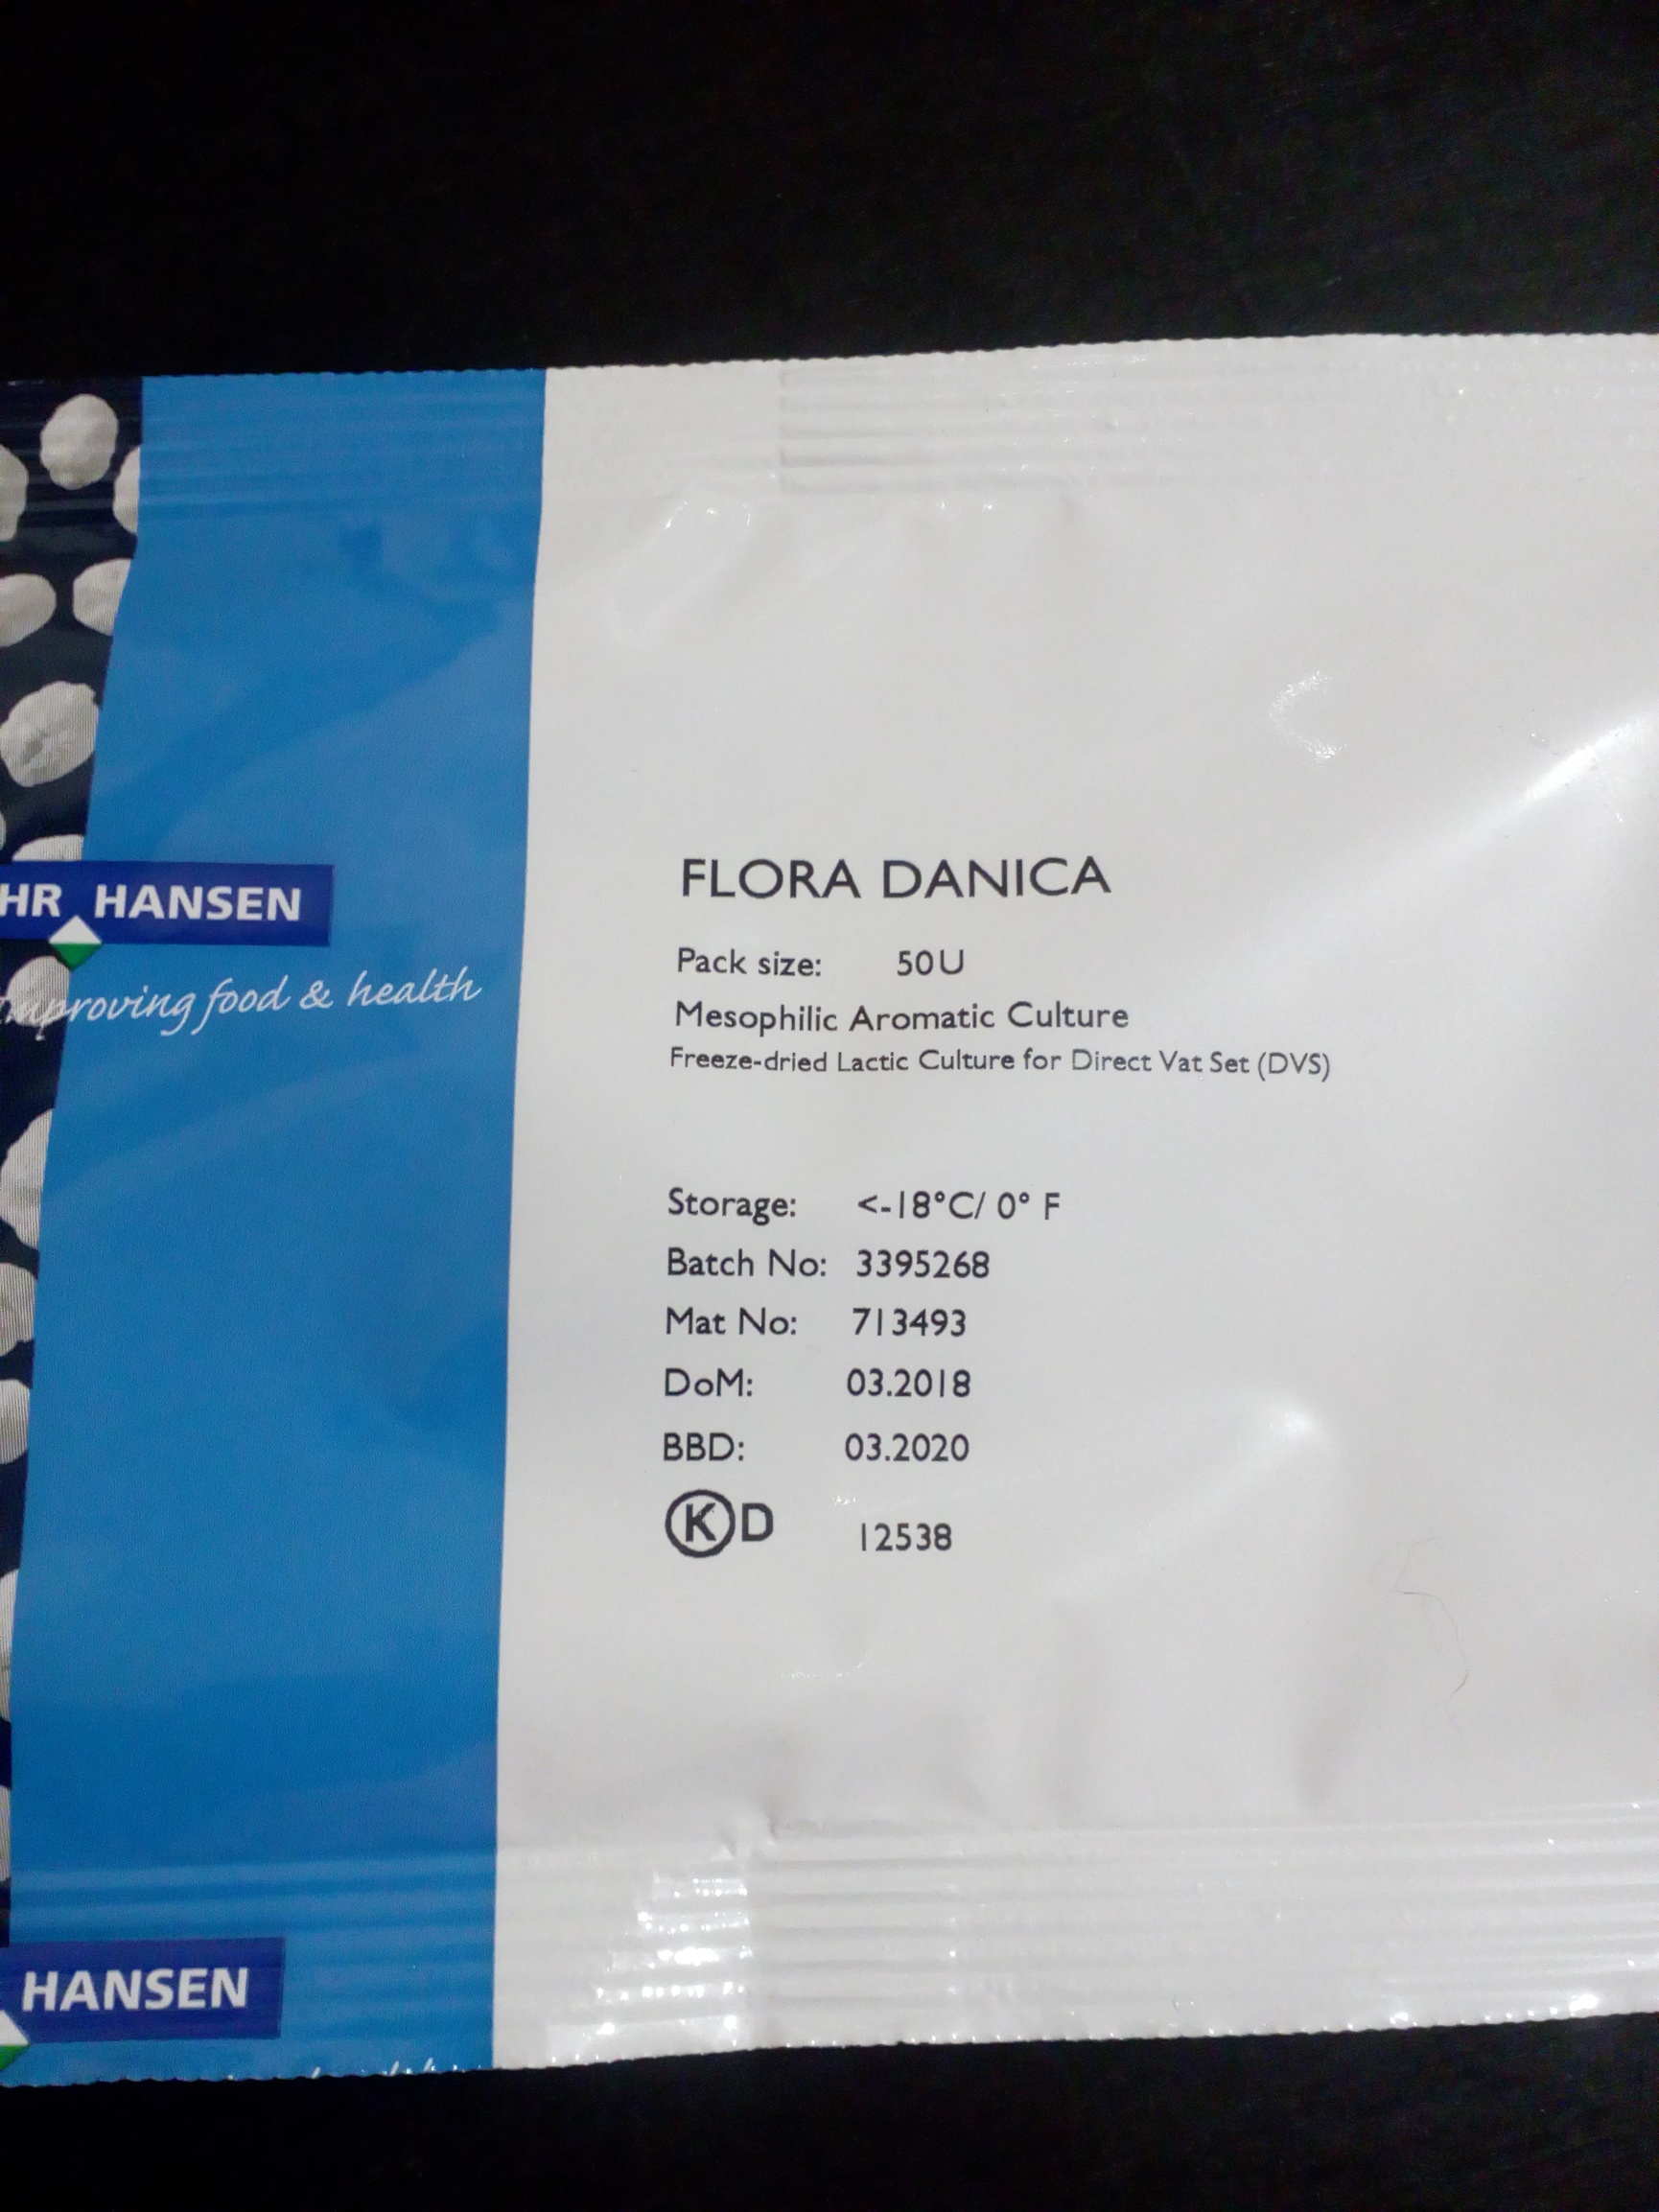 HR HANSEN
Improving food & health
FLORA DANICA
Pack size: 50U
Mesophilic Aromatic Culture
Freeze-dried Lactic Culture for Direct Vat Set (DVS)
Storage: <-18°C/ 0° F
Batch No: 3395268
Mat No: 713493
DoM: 03.2018
BBD: 03.2020
KD 12538
HANSEN